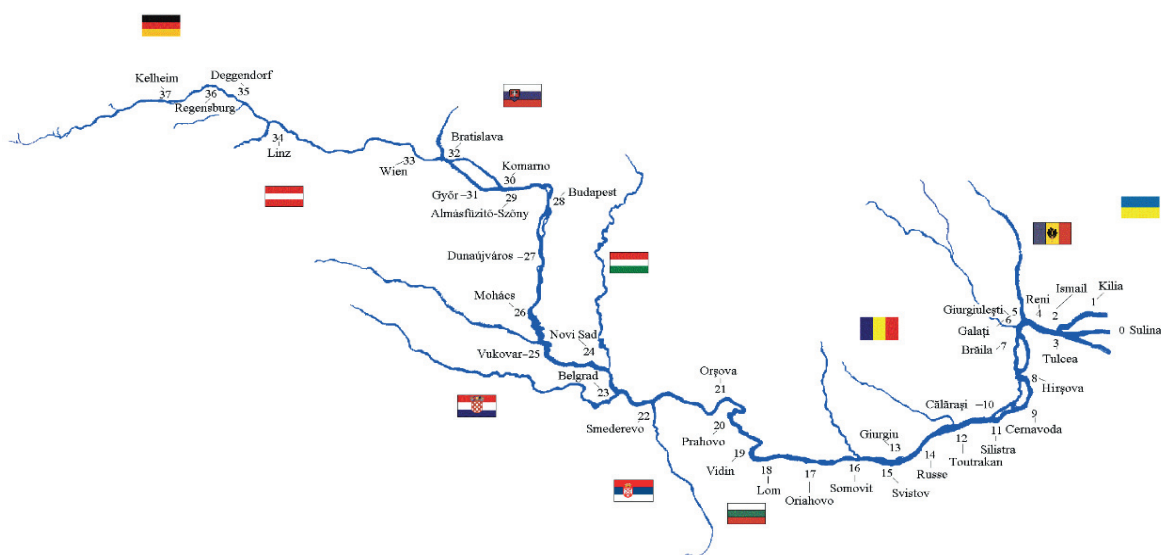 Kelheim
37
36
Regensburg
Deggendorf
35
34
Linz
33
Wien
Bratislava
32
Győr –31
Komarno
30
29
Almásfüzitő-Szőny
Budapest
28
Dunaújváros –27
Mohács
26
Vukovar–25
Novi Sad
24
Belgrad
23
22
Smederevo
Orşova
21
20
Prahovo
19
Vidin
18
Lom
17
Oriahovo
16
Somovit
15
Svistov
Giurgiu
13
14
Russe
12
Toutrakan
11
Silistra
Călăraşi –10
9
Cernavoda
8
Hirşova
Brăila 7
Galaţi 6
Giurgiuleşti 5
Reni
4
3
Tulcea
Ismail
2
Kilia
1
0 Sulina